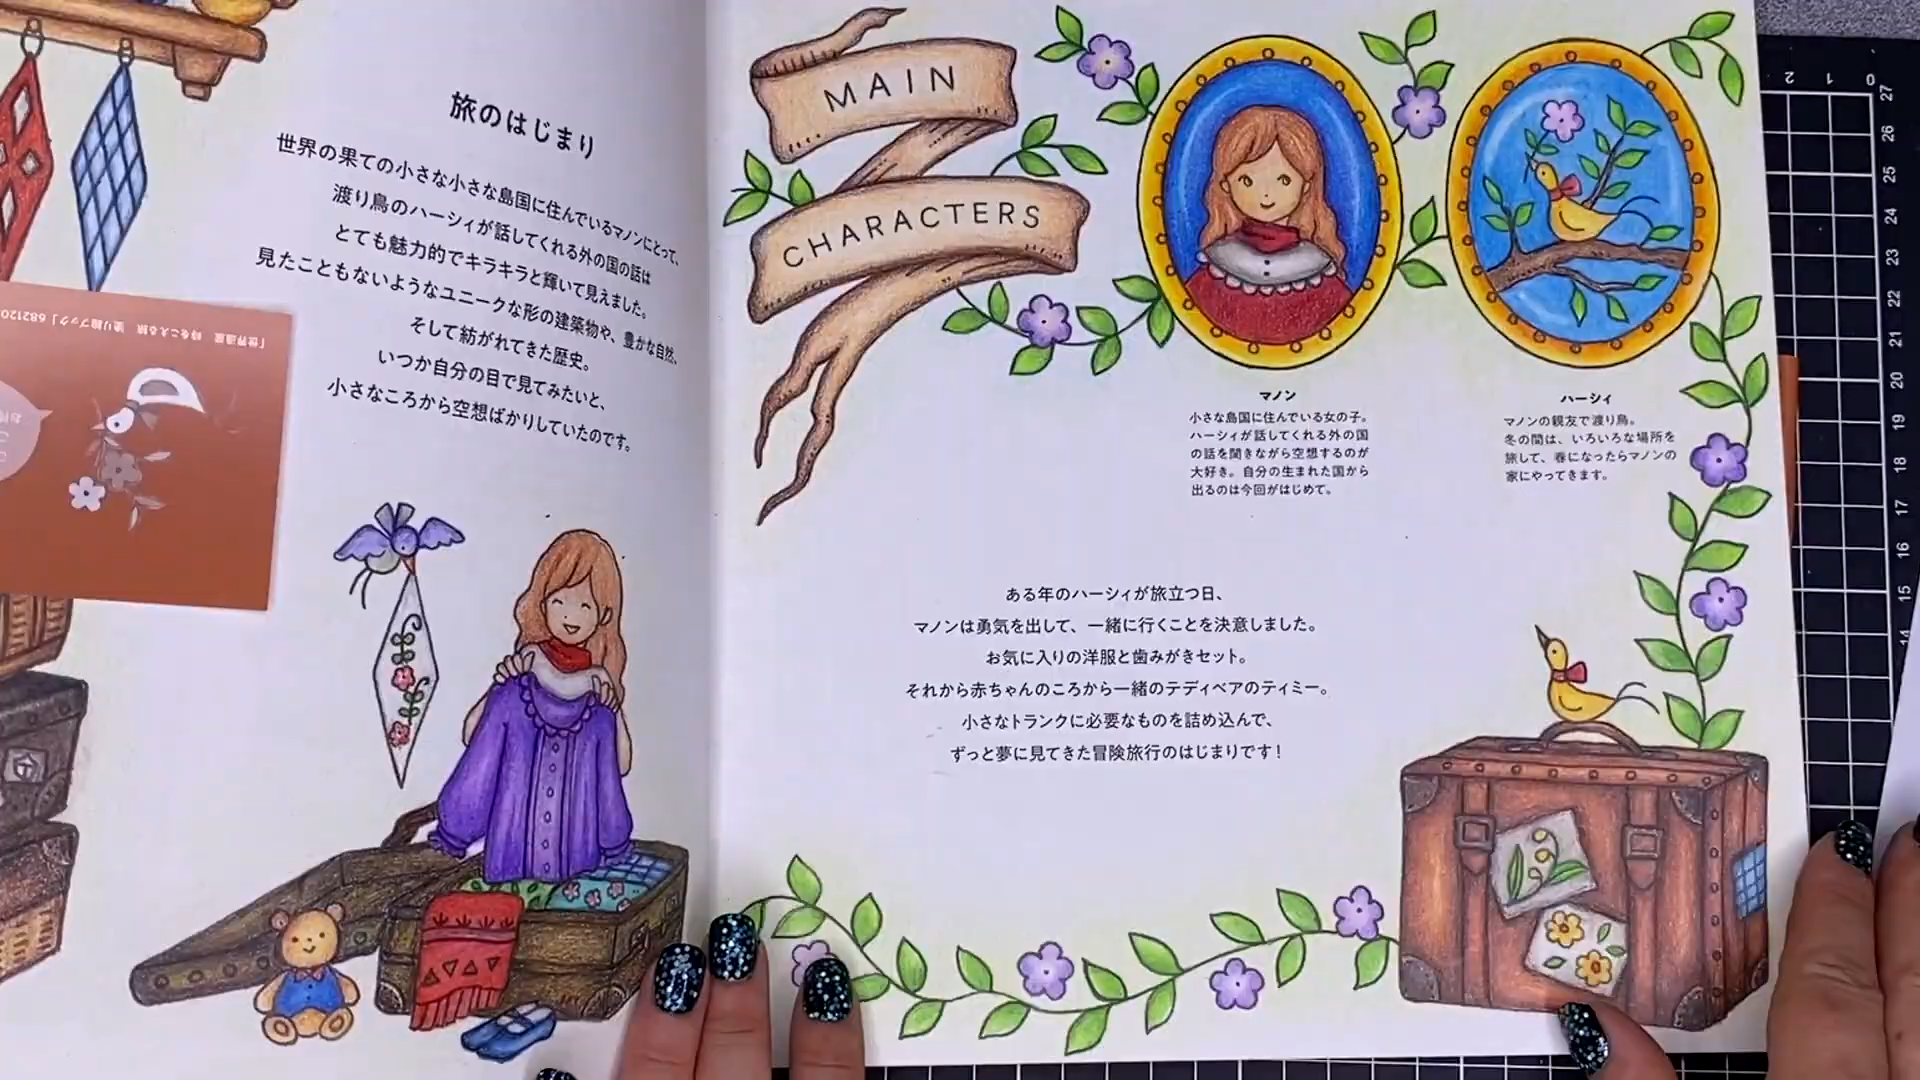 旅のはじまり
世界の果ての小さな小さな島国に住んでいるマノンにとって、
渡り鳥のハーシィが話してくれる外の国の話は
とても魅力的でキラキラと輝いて見えました。
見たこともないようなユニークな形の建築物や、豊かな自然、
そして紡がれてきた歴史。
いつか自分の目で見てみたいと、
小さなころから空想ばかりしていたのです。
MAIN
CHARACTERS
マノン
小さな島国に住んでいる女の子。
ハーシィが話してくれる外の国
の話を聞きながら空想するのが
大好き。自分の生まれた国から
出るのは今回がはじめて。
ハーシィ
マノンの親友で渡り鳥。
冬の間は、いろいろな場所を
旅して、春になったらマノンの
家にやってきます。
ある年のハーシィが旅立つ日、
マノンは勇気を出して、一緒に行くことを決意しました。
お気に入りの洋服と歯みがきセット。
それから赤ちゃんのころから一緒のテディベアのティミー。
小さなトランクに必要なものを詰め込んで、
ずっと夢に見てきた冒険旅行のはじまりです!
0
1
2
27
26
25
24
23
22
21
20
19
18
17
16
15
14